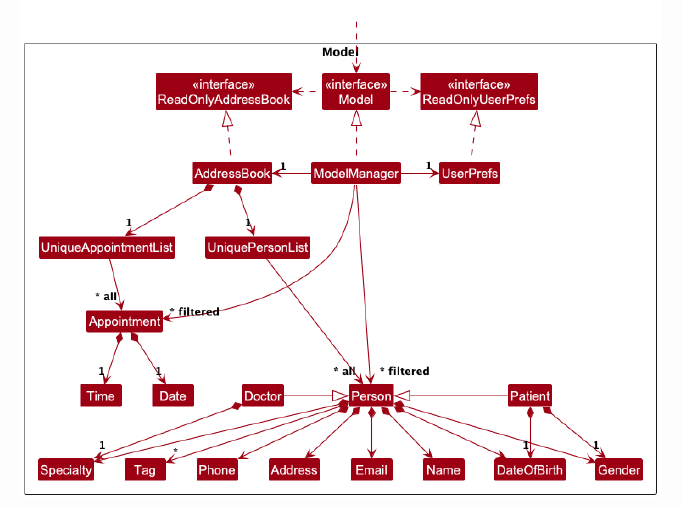 Model
«interface»
ReadOnlyAddressBook
«interface»
Model
«interface»
ReadOnlyUserPrefs
AddressBook
1
ModelManager
1
UserPrefs
1
1
UniqueAppointmentList
UniquePersonList
* all
* filtered
Appointment
1
1
* all
* filtered
Time
Date
Doctor
Person
Patient
1
*
1
1
Specialty
Tag
Phone
Address
Email
Name
DateOfBirth
Gender